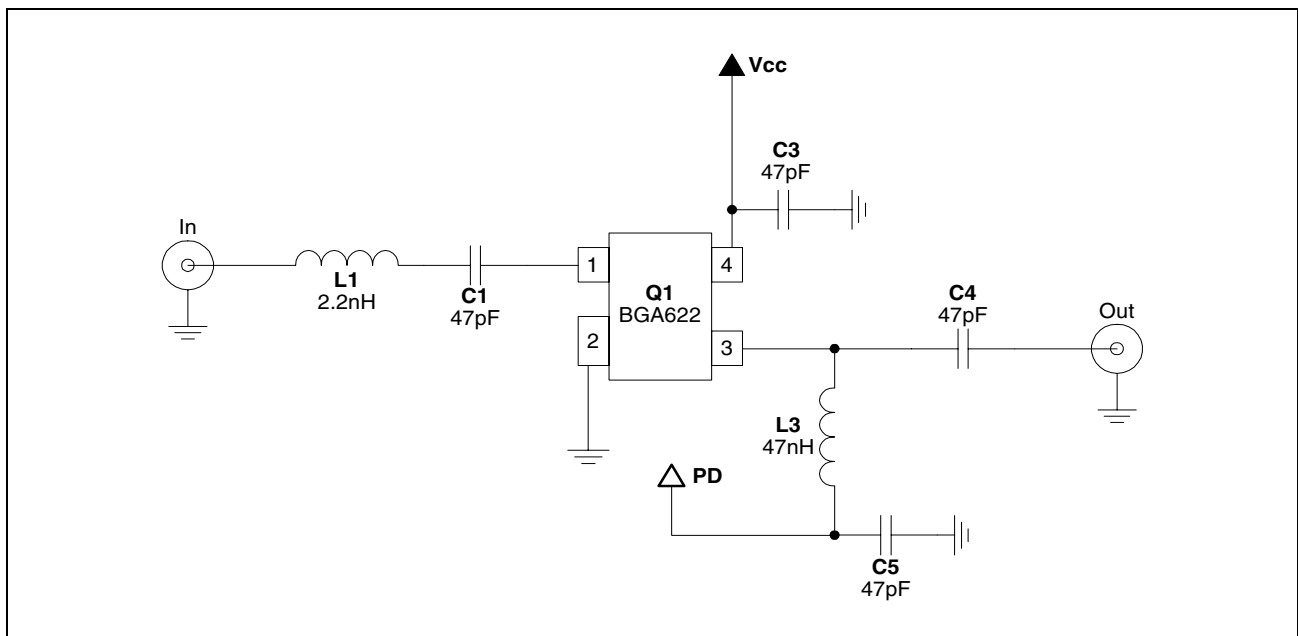 Vcc
C3
47pF
In
L1
2.2nH
C1
47pF
1
2
Q1
BGA622
4
3
C4
47pF
Out
L3
47nH
PD
C5
47pF